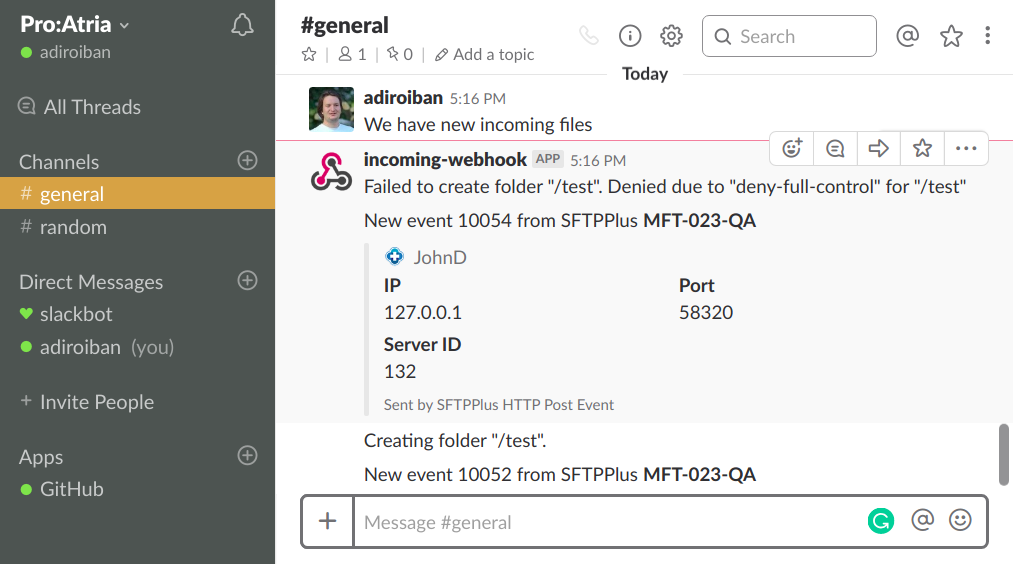 Pro:Atria
adiroiban
All Threads
Channels
# general
# random
Direct Messages
slackbot
adiroiban (you)
+ Invite People
Apps
GitHub
#general
1 | 0 | Add a topic
Search
Today
adiroiban 5:16 PM
We have new incoming files
incoming-webhook APP 5:16 PM
Failed to create folder "/test". Denied due to "deny-full-control" for "/test"
New event 10054 from SFTPPlus MFT-023-QA
JohnD
IP Port
127.0.0.1 58320
Server ID
132
Sent by SFTPPlus HTTP Post Event
Creating folder "/test".
New event 10052 from SFTPPlus MFT-023-QA
+ Message #general